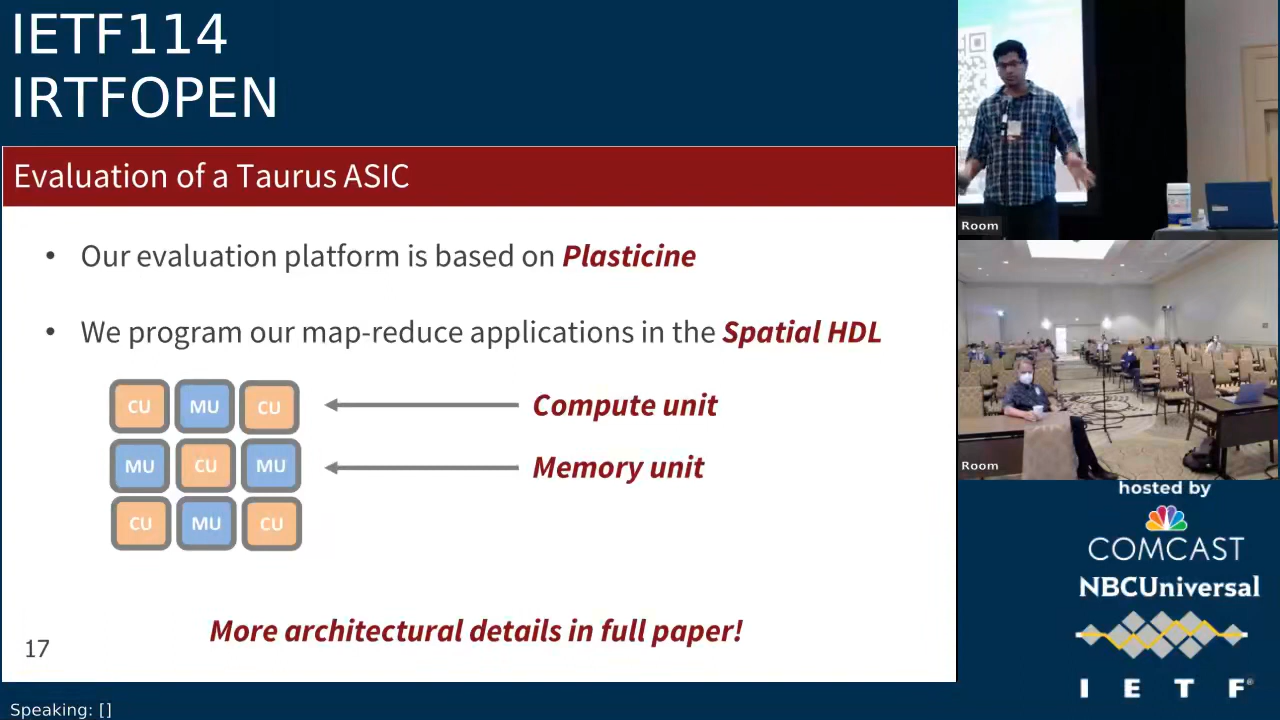 IETF114
IRTFOPEN
Evaluation of a Taurus ASIC
• Our evaluation platform is based on Plasticine
• We program our map-reduce applications in the Spatial HDL
CU MU CU
Compute unit
MU CU MU
Memory unit
CU MU CU
More architectural details in full paper!
17
Speaking: []
Room
Room
hosted by
COMCAST
NBCUniversal
I E T F®